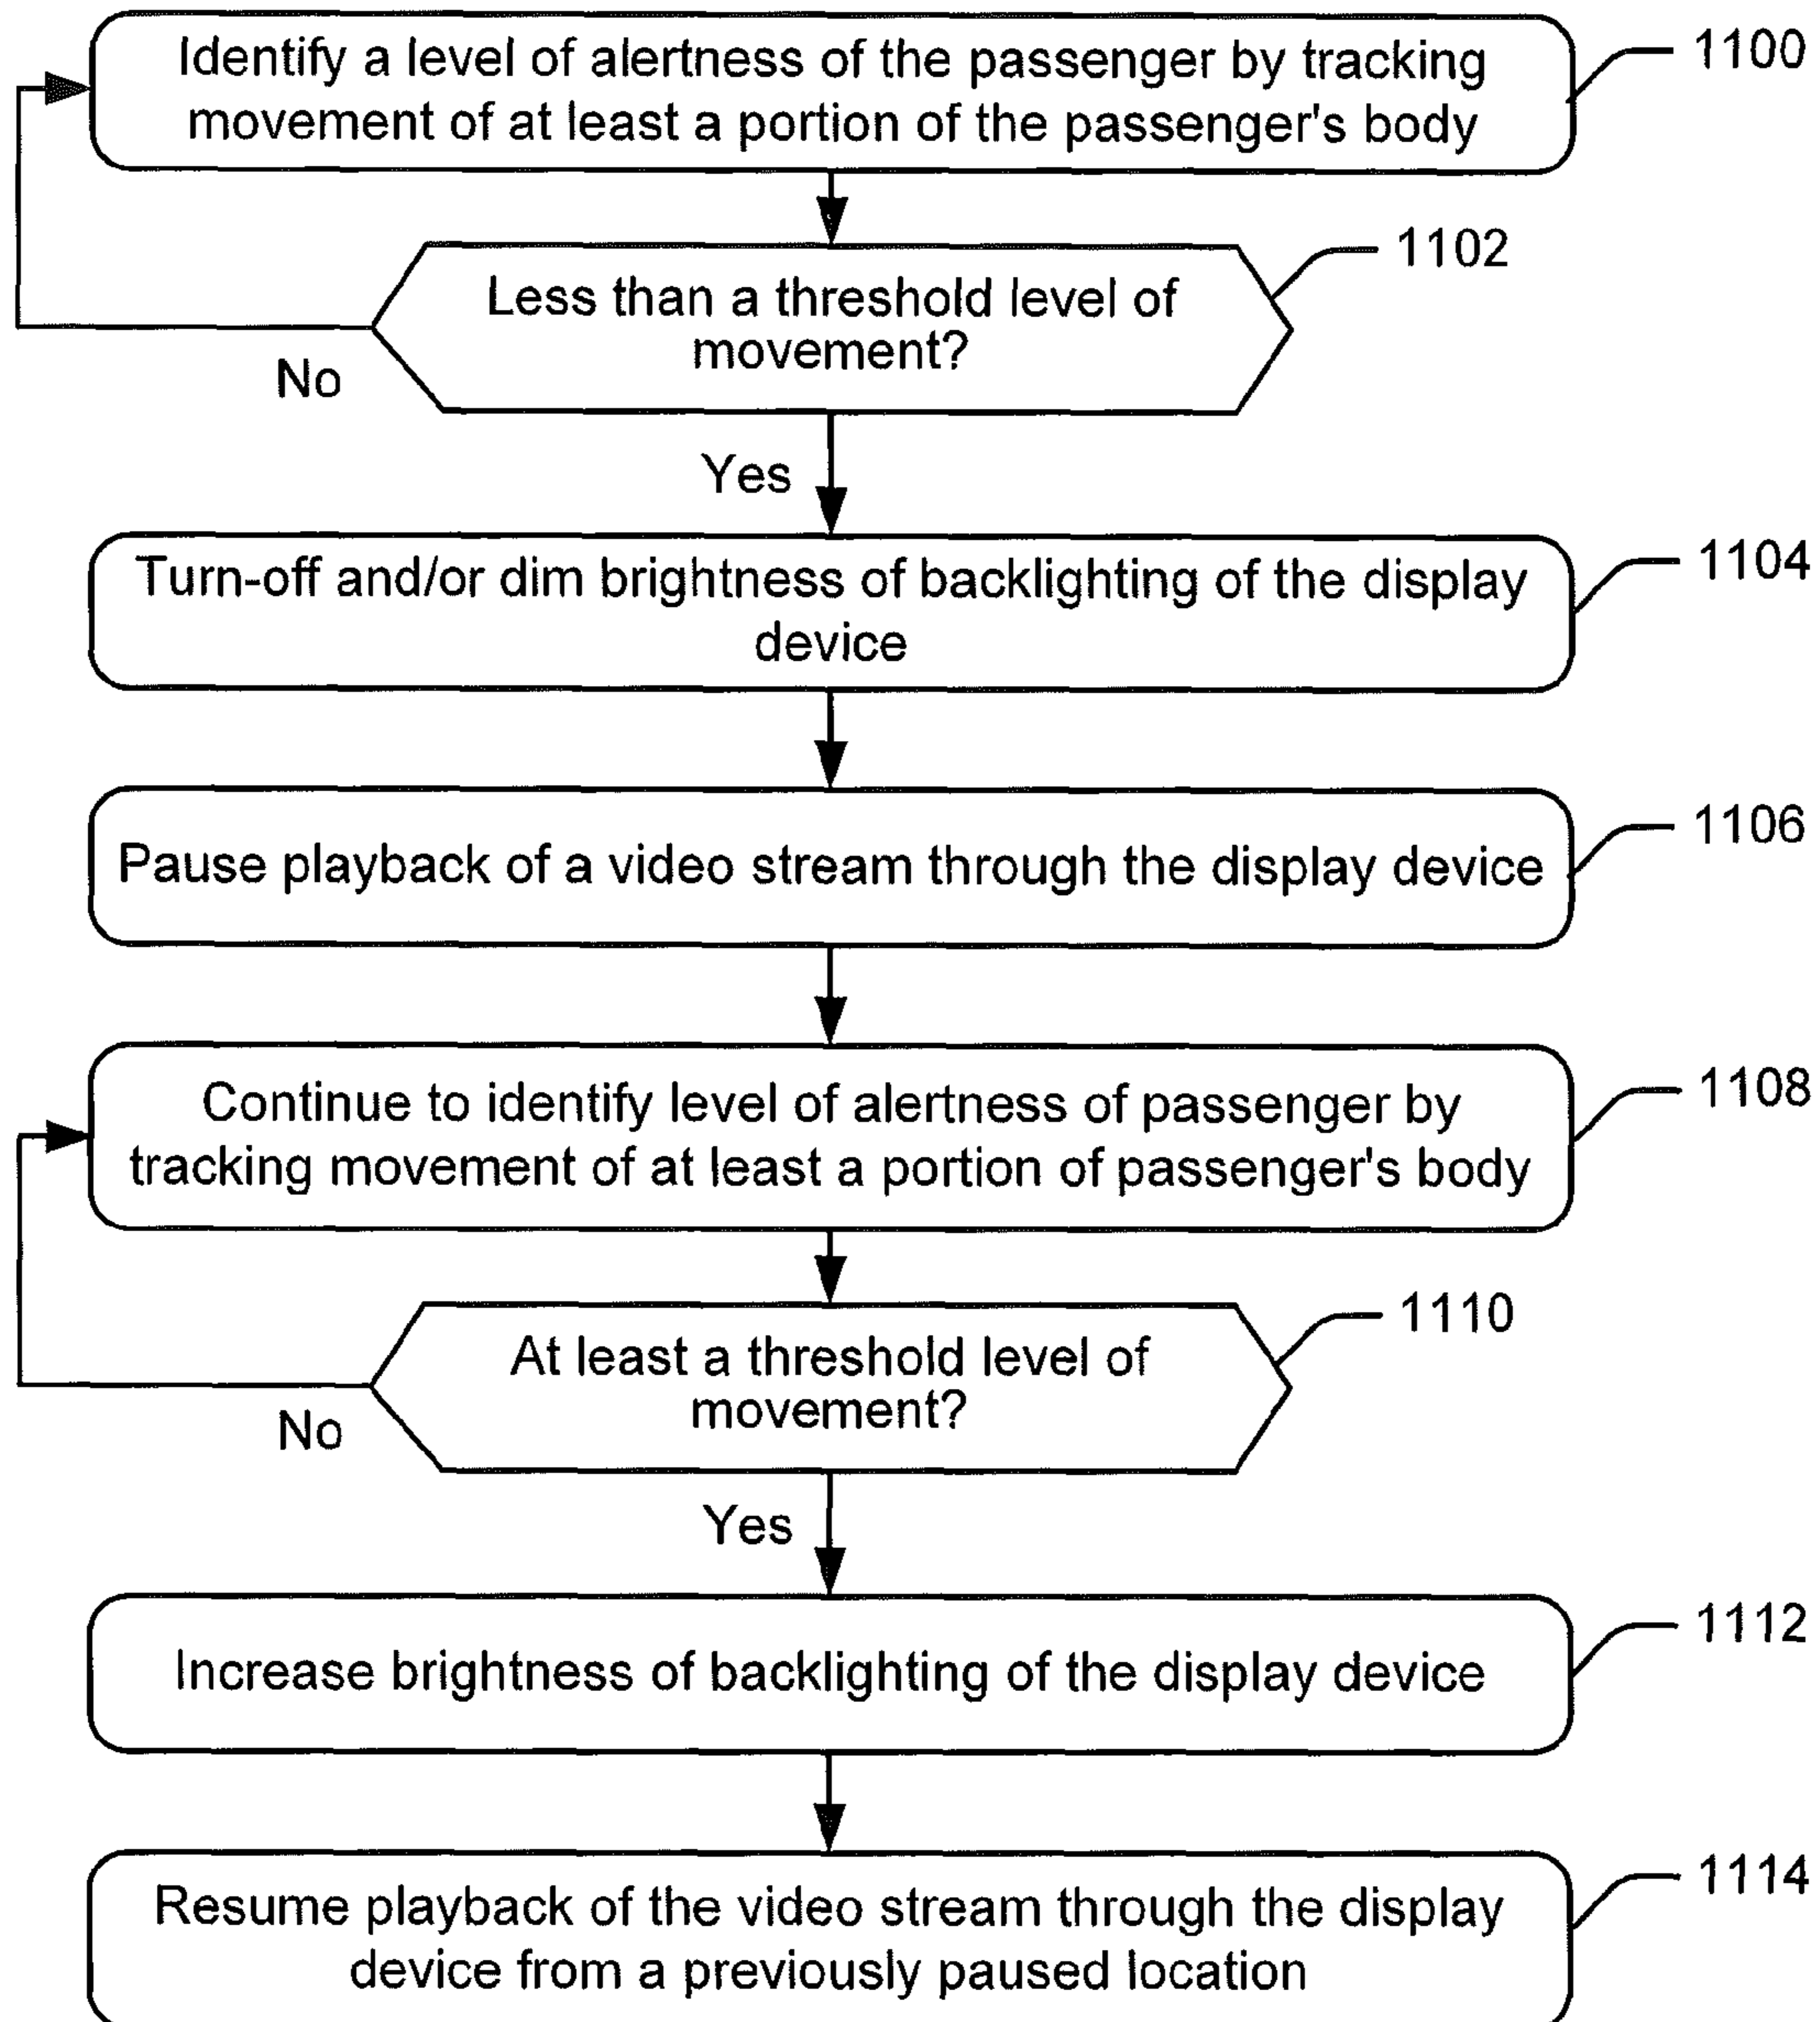 Identify a level of alertness of the passenger by tracking
movement of at least a portion of the passenger's body
1100
Less than a threshold level of
movement?
1102
No
Yes
Turn-off and/or dim brightness of backlighting of the display
device
1104
Pause playback of a video stream through the display device
1106
Continue to identify level of alertness of passenger by
tracking movement of at least a portion of passenger's body
1108
At least a threshold level of
movement?
1110
No
Yes
Increase brightness of backlighting of the display device
1112
Resume playback of the video stream through the display
device from a previously paused location
1114